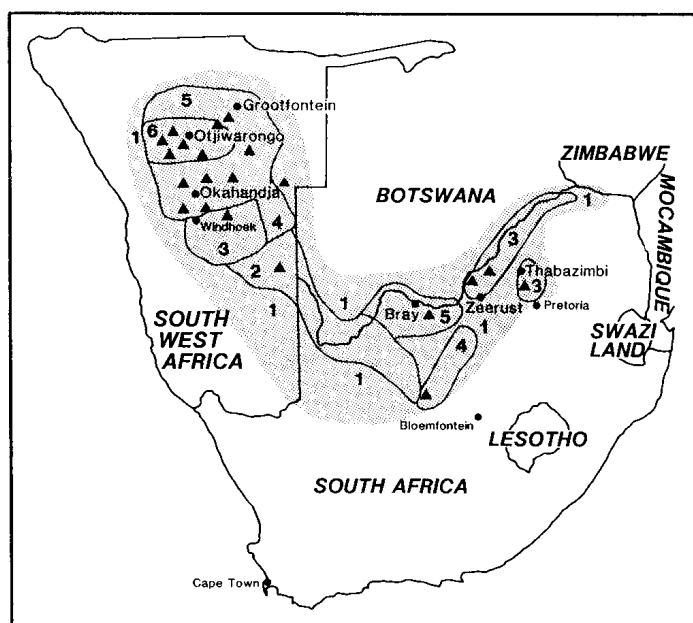 5
Grootfontein
6
1
Otjiwarongo
ZIMBABWE
Okahandja
BOTSWANA
MOCAMBIQUE
1
Windhoek
4
3
3
2
Thabazimbi
3
1
Bray
5
Zeerust
1
Pretoria
SOUTH
WEST
AFRICA
1
4
SWAZI
LAND
1
Bloemfontein
LESOTHO
SOUTH AFRICA
Cape Town